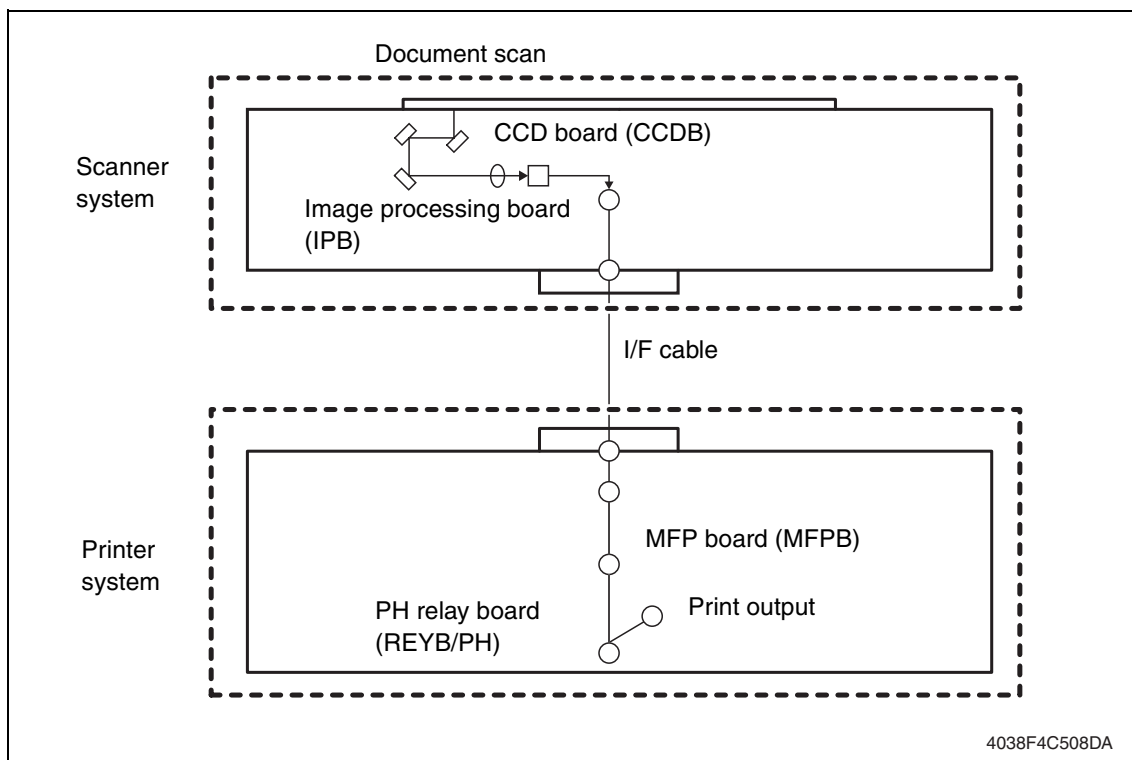 Document scan
CCD board (CCDB)
Scanner
system
Image processing board
(IPB)
I/F cable
MFP board (MFPB)
Printer
system
Print output
PH relay board
(REYB/PH)
4038F4C508DA